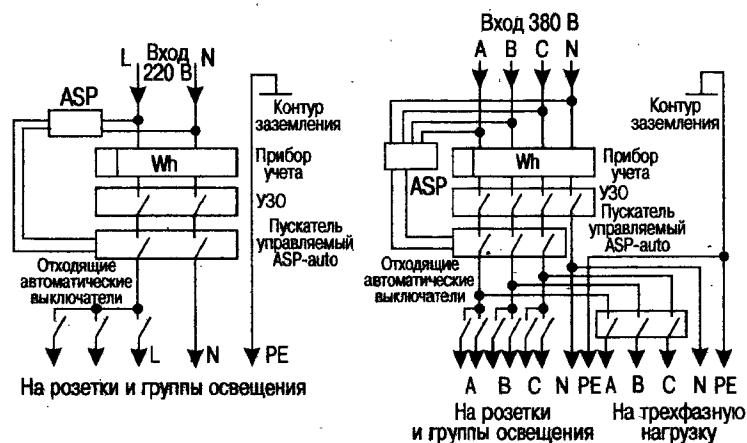 L Вход N
220 В
ASP
Контур
заземления
Wh
Прибор
учета
УЗО
Пускатель
управляемый
ASP-auto
Отходящие
автоматические
выключатели
L N PE
На розетки и группы освещения
Вход 380 В
A B C N
Контур
заземления
ASP
Wh
Прибор
учета
УЗО
Пускатель
управляемый
ASP-auto
Отходящие
автоматические
выключатели
A B C N PE A B C N PE
На розетки
и группы освещения
На трехфазную
нагрузку